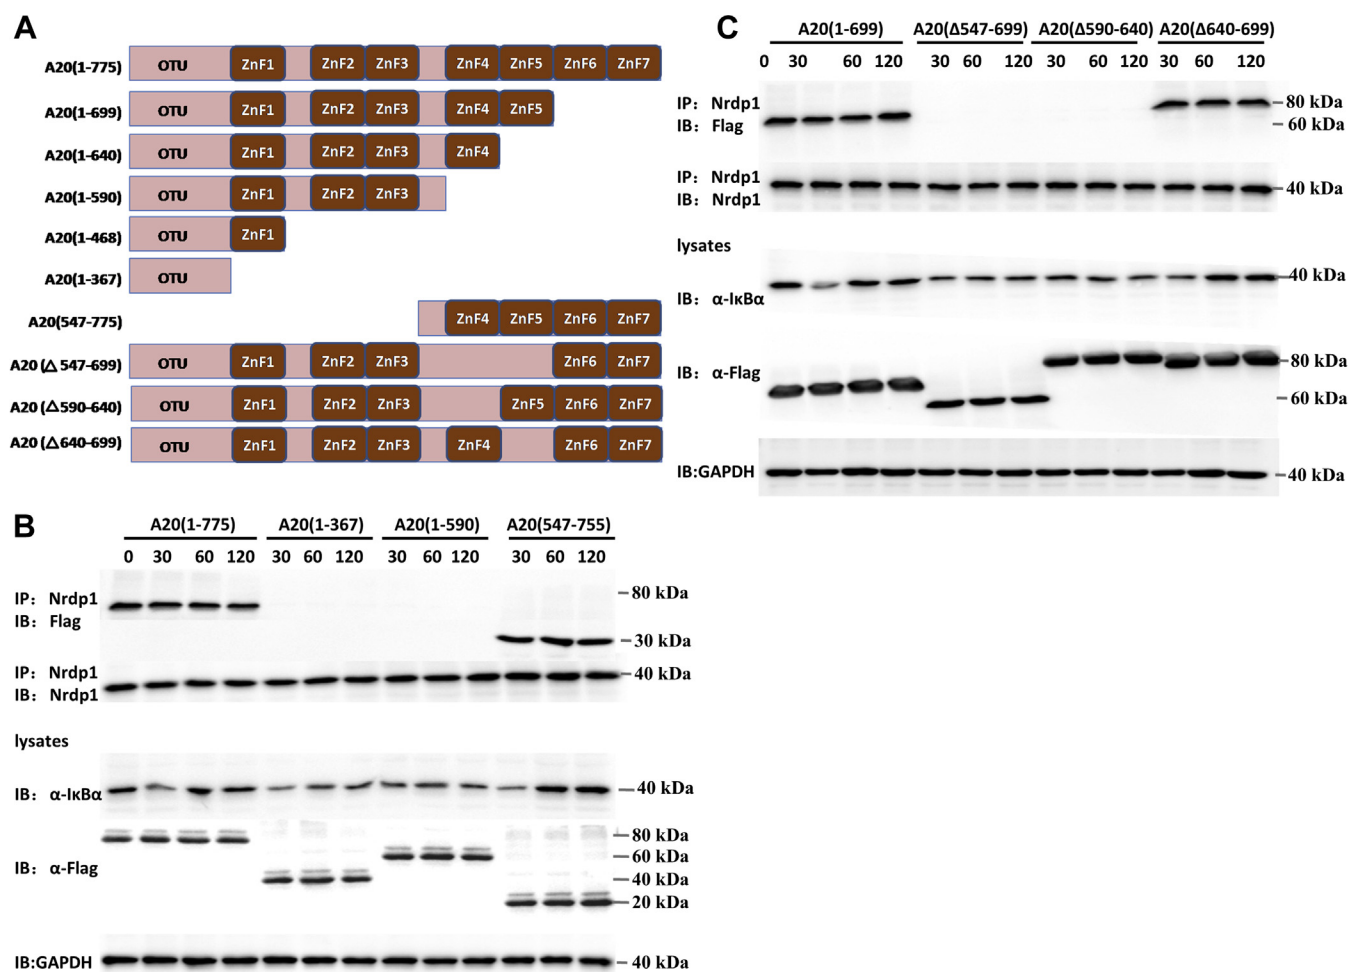 A
A20(1-775) OTU ZnF1 ZnF2 ZnF3 ZnF4 ZnF5 ZnF6 ZnF7
A20(1-699) OTU ZnF1 ZnF2 ZnF3 ZnF4 ZnF5
A20(1-640) OTU ZnF1 ZnF2 ZnF3 ZnF4
A20(1-590) OTU ZnF1 ZnF2 ZnF3
A20(1-468) OTU ZnF1
A20(1-367) OTU
A20(547-775) ZnF4 ZnF5 ZnF6 ZnF7
A20 (△ 547-699) OTU ZnF1 ZnF2 ZnF3 ZnF6 ZnF7
A20 (△590-640) OTU ZnF1 ZnF2 ZnF3 ZnF5 ZnF6 ZnF7
A20 (△640-699) OTU ZnF1 ZnF2 ZnF3 ZnF4 ZnF6 ZnF7
B
A20(1-775) A20(1-367) A20(1-590) A20(547-755)
0 30 60 120 30 60 120 30 60 120 30 60 120
IP: Nrdp1
IB: Flag
80 kDa
30 kDa
IP: Nrdp1
IB: Nrdp1
40 kDa
lysates
IB: α-IκBα
40 kDa
IB: α-Flag
80 kDa
60 kDa
40 kDa
20 kDa
IB:GAPDH
40 kDa
C
A20(1-699) A20(Δ547-699) A20(Δ590-640) A20(Δ640-699)
0 30 60 120 30 60 120 30 60 120 30 60 120
IP: Nrdp1
IB: Flag
80 kDa
60 kDa
IP: Nrdp1
IB: Nrdp1
40 kDa
lysates
IB: α-IκBα
40 kDa
IB: α-Flag
80 kDa
60 kDa
IB:GAPDH
40 kDa